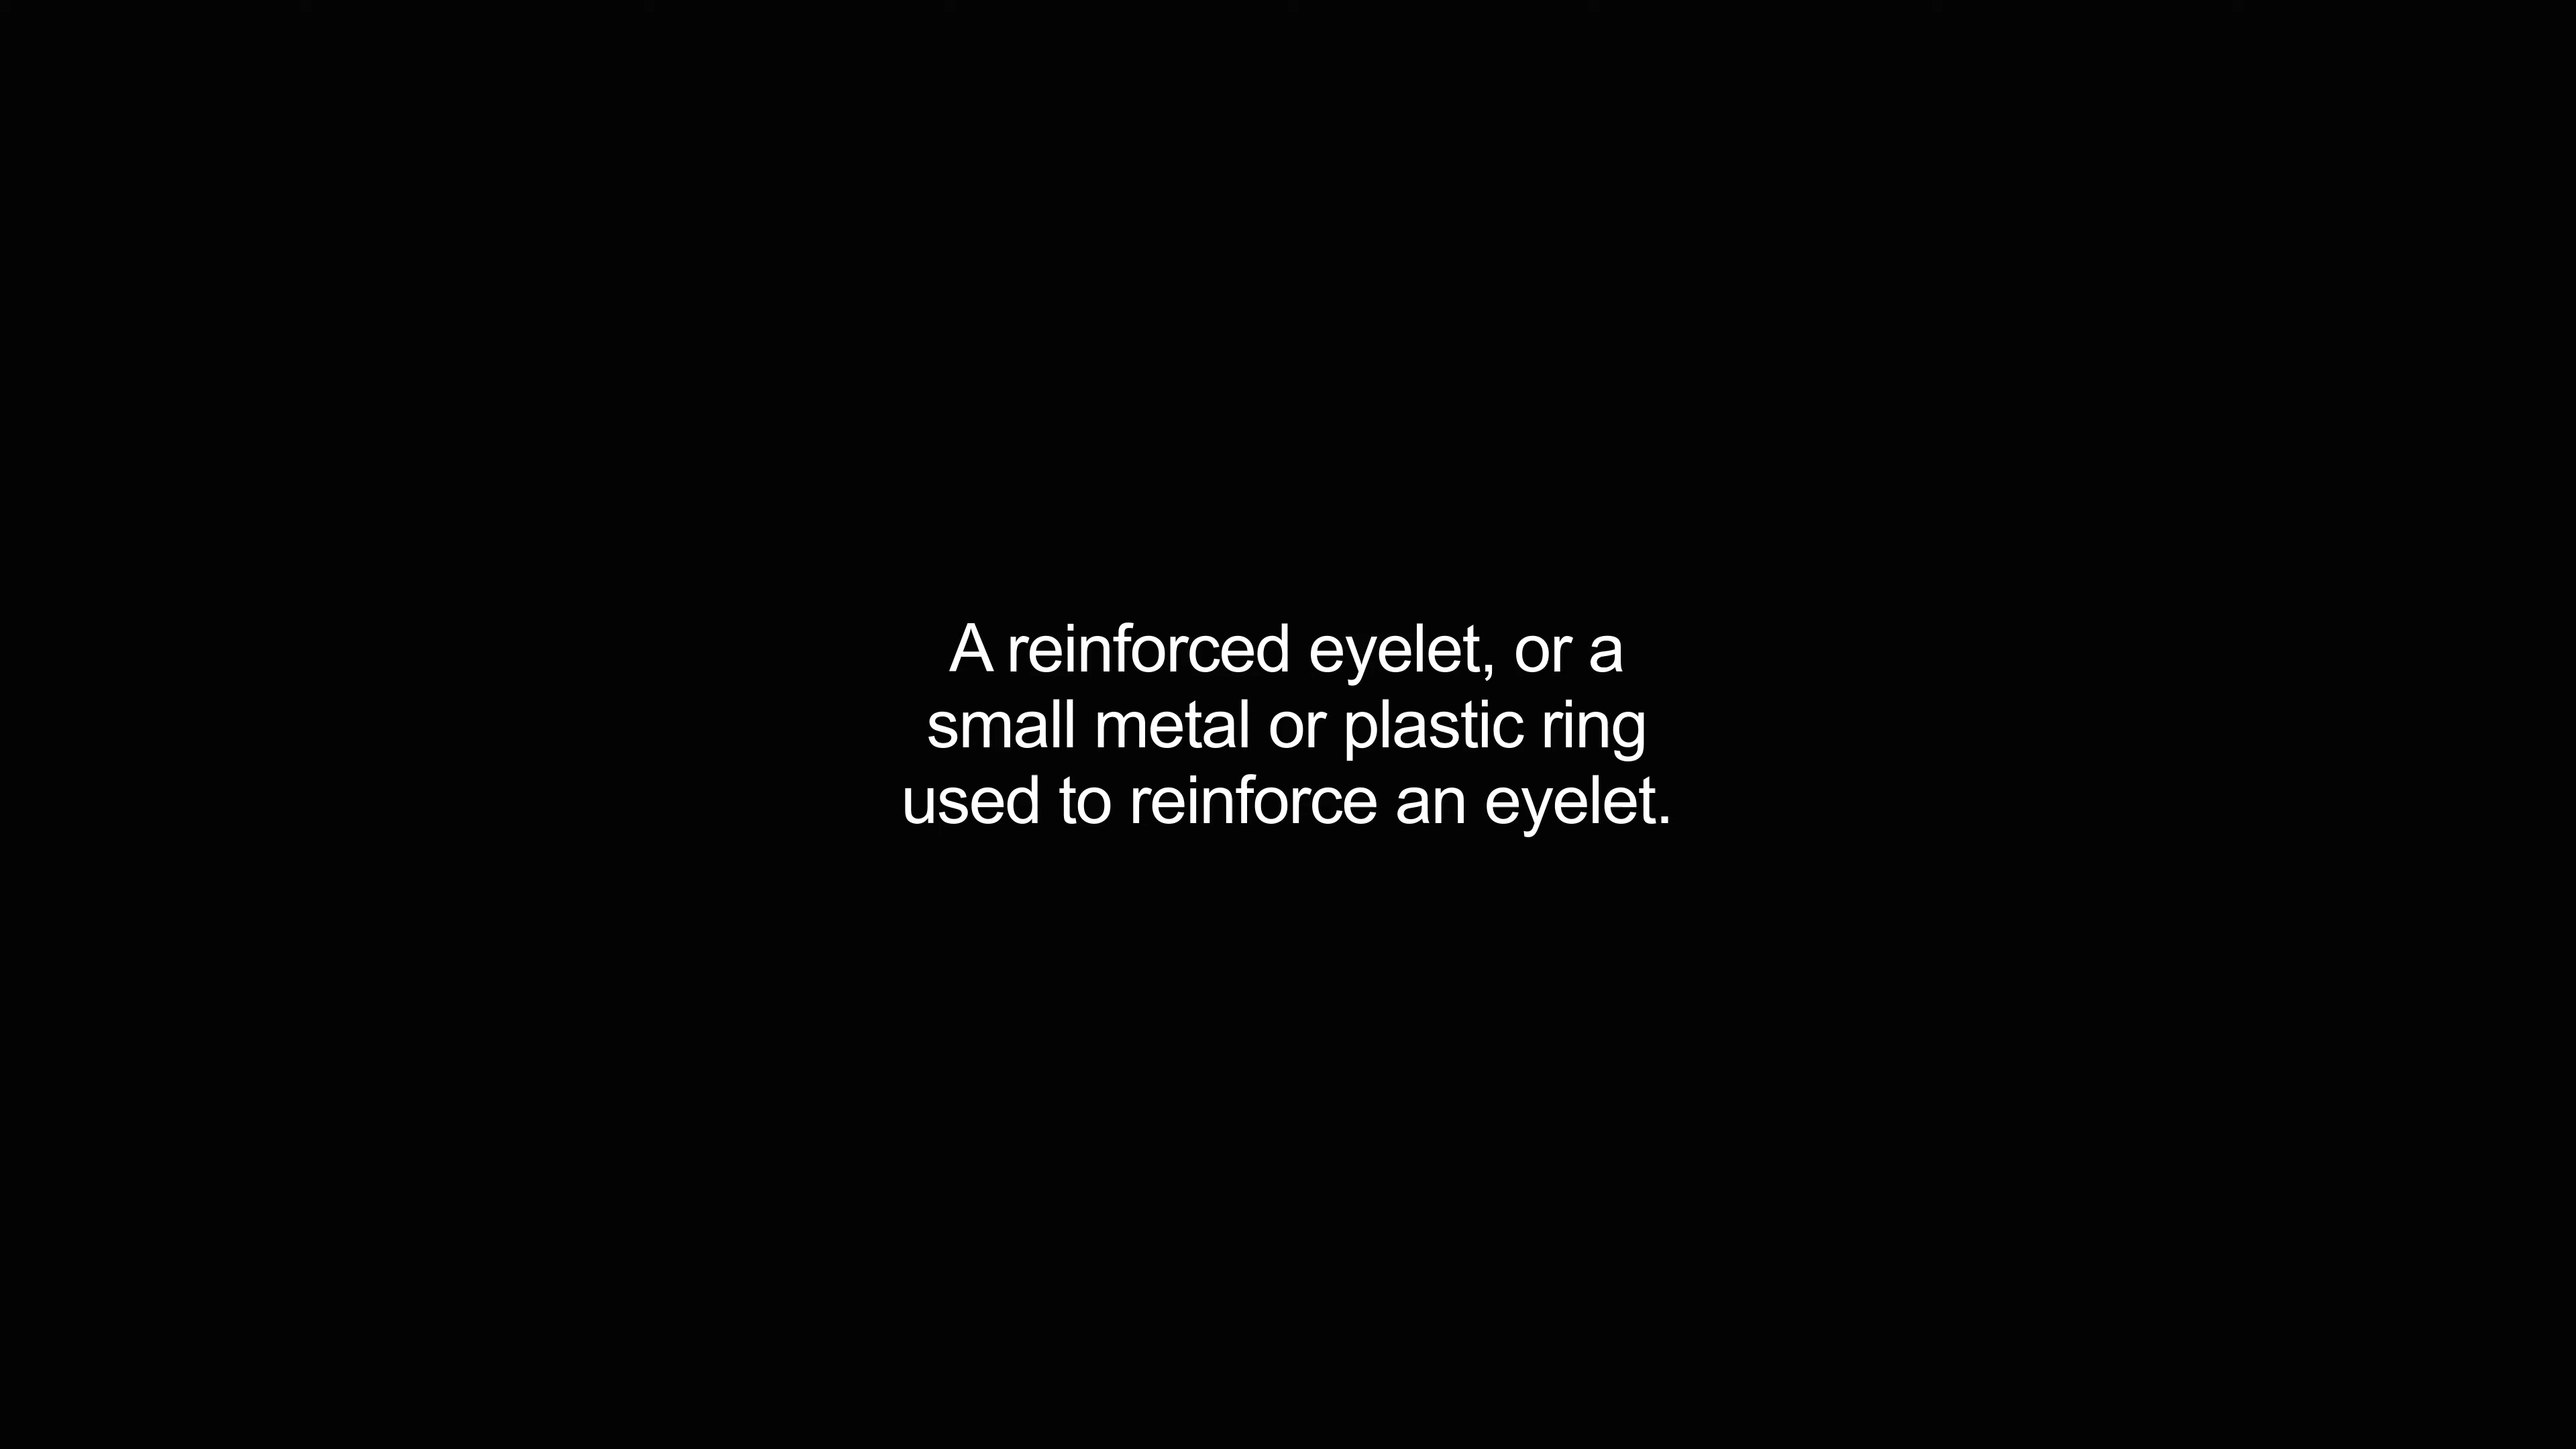 A reinforced eyelet, or a
small metal or plastic ring
used to reinforce an eyelet.